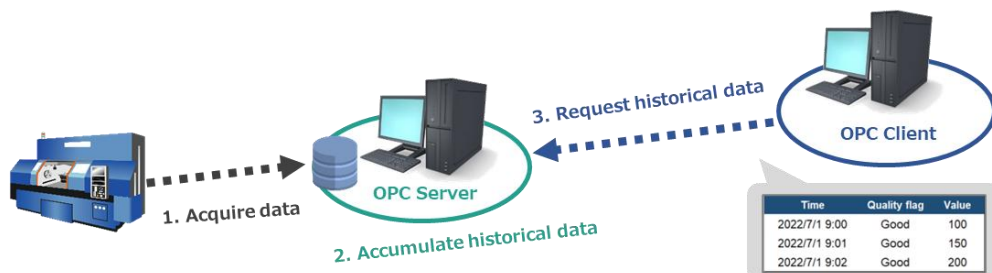 3. Request historical data
OPC Client
OPC Server
1. Acquire data
2. Accumulate historical data
Time Quality flag Value
2022/7/1 9:00 Good 100
2022/7/1 9:01 Good 150
2022/7/1 9:02 Good 200